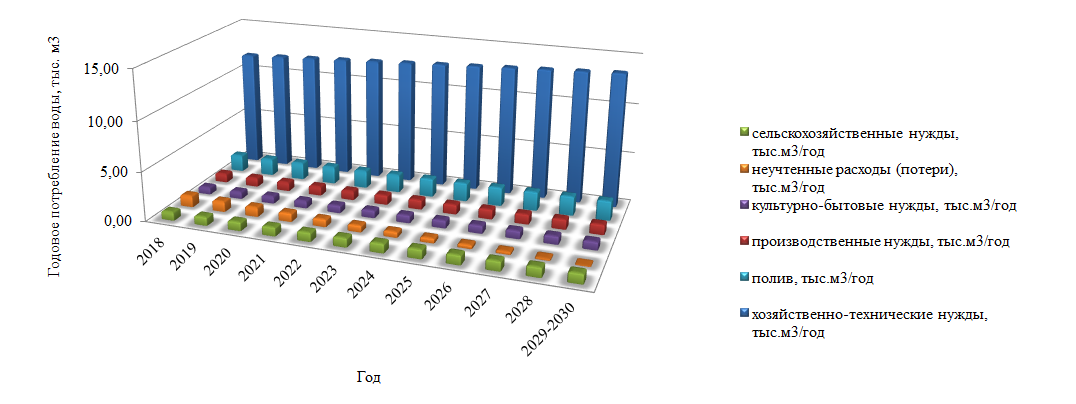 Годовое потребление воды, тыс. м3
15,00
10,00
5,00
0,00
2018
2019
2020
2021
2022
2023
2024
2025
2026
2027
2028
2029-2030
Год
сельскохозяйственные нужды,
тыс.м3/год
неучтенные расходы (потери),
тыс.м3/год
культурно-бытовые нужды, тыс.м3/год
производственные нужды, тыс.м3/год
полив, тыс.м3/год
хозяйственно-технические нужды,
тыс.м3/год